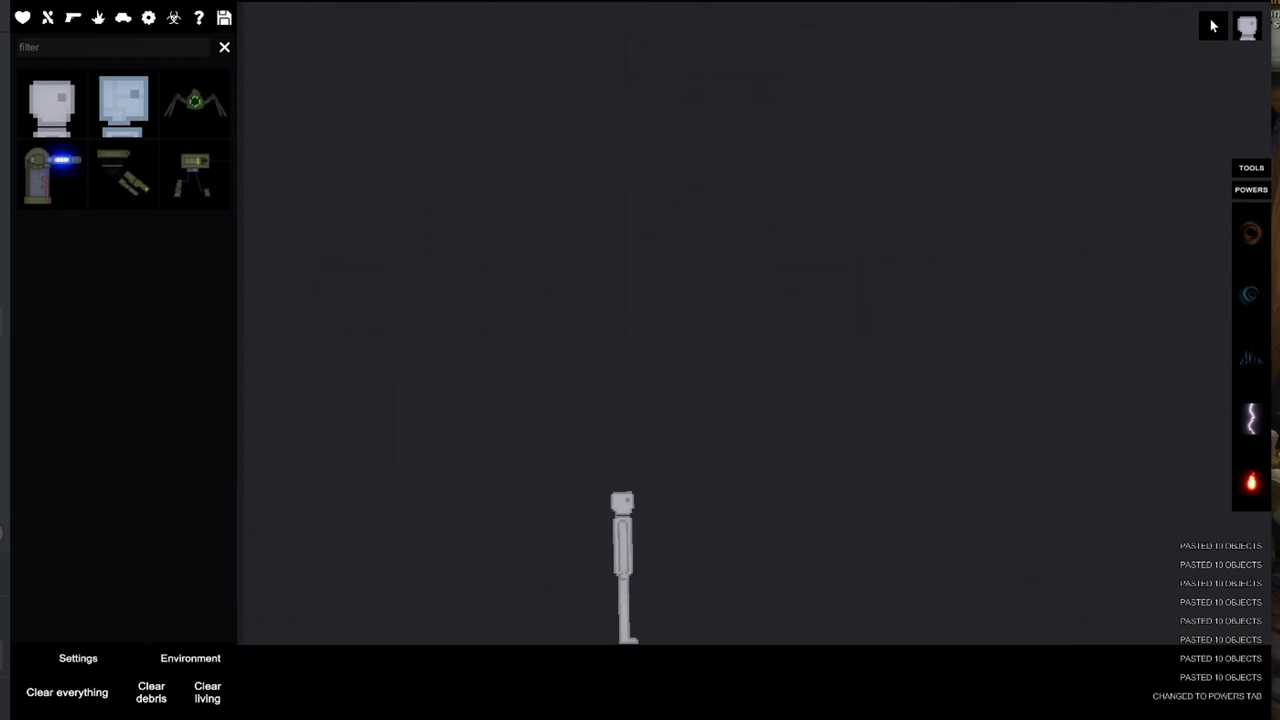 filter
TOOLS
POWERS
PASTED 10 OBJECTS
PASTED 10 OBJECTS
PASTED 10 OBJECTS
PASTED 10 OBJECTS
PASTED 10 OBJECTS
PASTED 10 OBJECTS
PASTED 10 OBJECTS
PASTED 10 OBJECTS
CHANGED TO POWERS TAB
Settings
Environment
Clear everything
Clear debris
Clear living